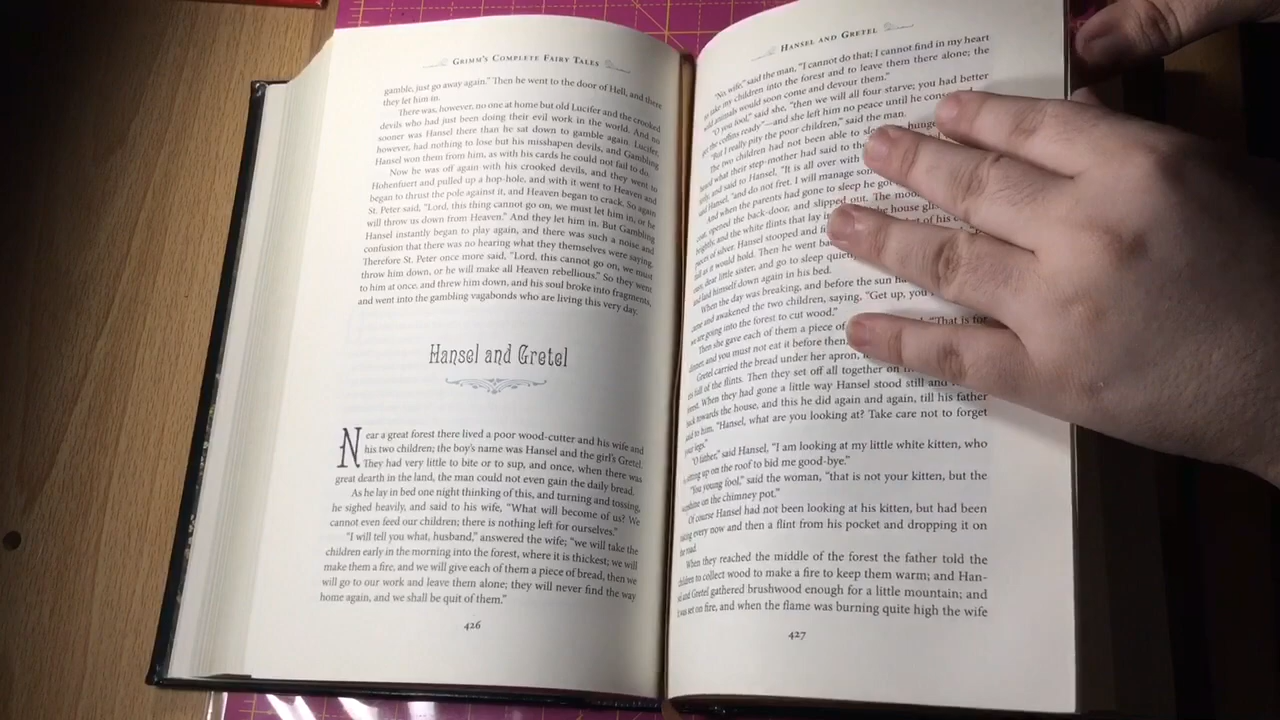 GRIMM'S COMPLETE FAIRY TALES
gamble, just go away again." Then he went to the door of Hell, and there
they let him in.
There was, however, no one at home but old Lucifer and the crooked
devils who had just been doing their evil work in the world. And no
sooner was Hansel there than he sat down to gamble again. Lucifer,
however, had nothing to lose but his misshapen devils, and Gambling
Hansel won them from him, as with his cards he could not fail to do.
Now he was off again with his crooked devils, and they went to
Hohenfuert and pulled up a hop-hole, and with it went to Heaven and
began to thrust the pole against it, and Heaven began to crack. So again
St. Peter said, "Lord, this thing cannot go on, we must let him in, or he
will throw us down from Heaven." And they let him in. But Gambling
Hansel instantly began to play again, and there was such a noise and
confusion that there was no hearing what they themselves were saying.
Therefore St. Peter once more said, "Lord, this cannot go on, we must
throw him down, or he will make all Heaven rebellious." So they went
to him at once, and threw him down, and his soul broke into fragments,
and went into the gambling vagabonds who are living this very day.
Hansel and Gretel
Near a great forest there lived a poor wood-cutter and his wife and
his two children; the boy's name was Hansel and the girl's Gretel.
They had very little to bite or to sup, and once, when there was
great dearth in the land, the man could not even gain the daily bread.
As he lay in bed one night thinking of this, and turning and tossing,
he sighed heavily, and said to his wife, "What will become of us? We
cannot even feed our children; there is nothing left for ourselves."
"I will tell you what, husband," answered the wife; "we will take the
children early in the morning into the forest, where it is thickest; we will
make them a fire, and we will give each of them a piece of bread, then we
will go to our work and leave them alone; they will never find the way
home again, and we shall be quit of them."
426
HANSEL AND GRETEL
"No, wife," said the man, "I cannot do that; I cannot find in my heart
to take my children into the forest and to leave them there alone; the
wild animals would soon come and devour them."
"O you fool," said she, "then we will all four starve; you had better
get the coffins ready"—and she left him no peace until he
"But I really pity the poor children," said the man.
The two children had not been able to
heard what their step-mother had said to
and said to Hansel, "It is all over with
said Hansel, "and do not fret. I will manage
And when the parents had gone to sleep he
coat, opened the back-door, and slipped out. The
brightly, and the white flints that lay in the house
pieces of silver. Hansel stooped and of his
as it would hold. Then he went
dear little sister, and go to sleep
and laid himself down again in his bed.
When the day was breaking, and before the sun
came and awakened the two children, saying, "Get up, you
we are going into the forest to cut wood."
Then she gave each of them a piece of "That is for
dinner, and you must not eat it before then,
Gretel carried the bread under her apron,
full of the flints. Then they set off all together on
forest. When they had gone a little way Hansel stood still and
back towards the house, and this he did again and again, till his father
said to him, "Hansel, what are you looking at? Take care not to forget
your legs."
"O father," said Hansel, "I am looking at my little white kitten, who
is sitting up on the roof to bid me good-bye."
"You young fool," said the woman, "that is not your kitten, but the
sunshine on the chimney pot."
Of course Hansel had not been looking at his kitten, but had been
taking every now and then a flint from his pocket and dropping it on
the road.
When they reached the middle of the forest the father told the
children to collect wood to make a fire to keep them warm; and Han-
sel and Gretel gathered brushwood enough for a little mountain; and
it was set on fire, and when the flame was burning quite high the wife
427